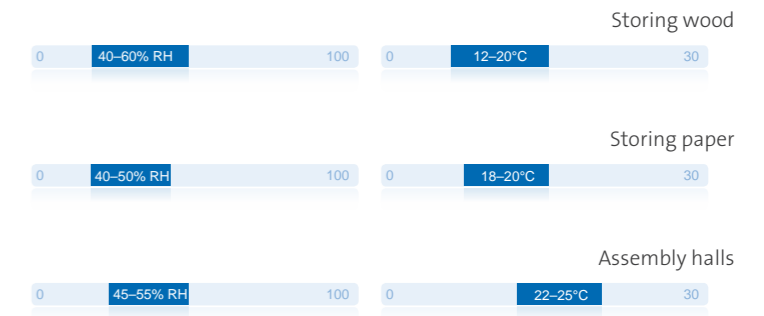 Storing wood
0 40–60% RH 100 0 12–20°C 30
Storing paper
0 40–50% RH 100 0 18–20°C 30
Assembly halls
0 45–55% RH 100 0 22–25°C 30